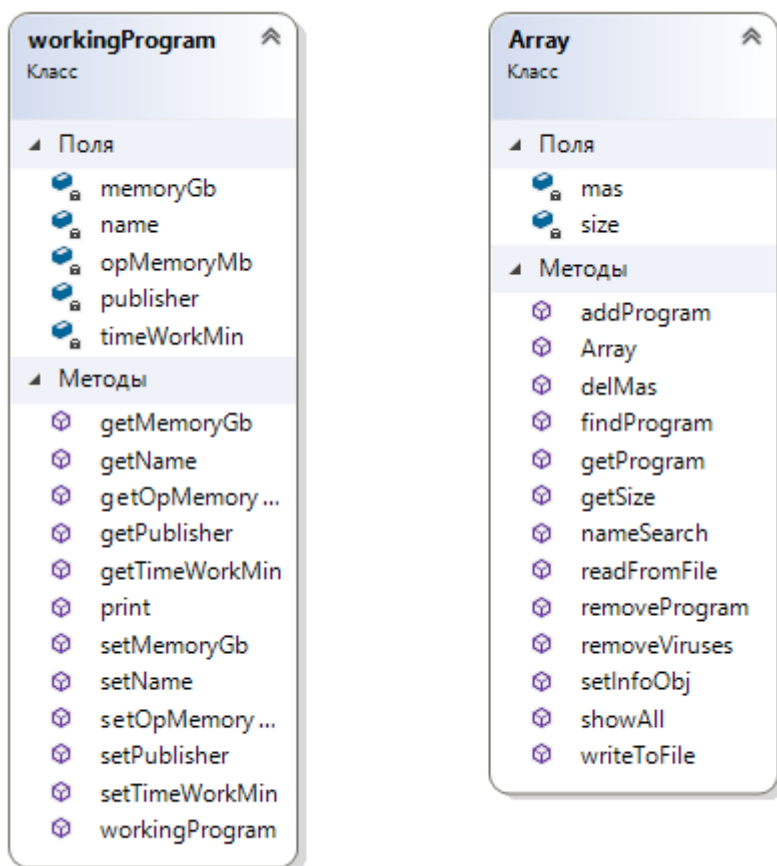 workingProgram
Класс
Поля
memoryGb
name
opMemoryMb
publisher
timeWorkMin
Методы
getMemoryGb
getName
getOpMemory ...
getPublisher
getTimeWorkMin
print
setMemoryGb
setName
setOpMemory ...
setPublisher
setTimeWorkMin
workingProgram
Array
Класс
Поля
mas
size
Методы
addProgram
Array
delMas
findProgram
getProgram
getSize
nameSearch
readFromFile
removeProgram
removeViruses
setInfoObj
showAll
writeToFile